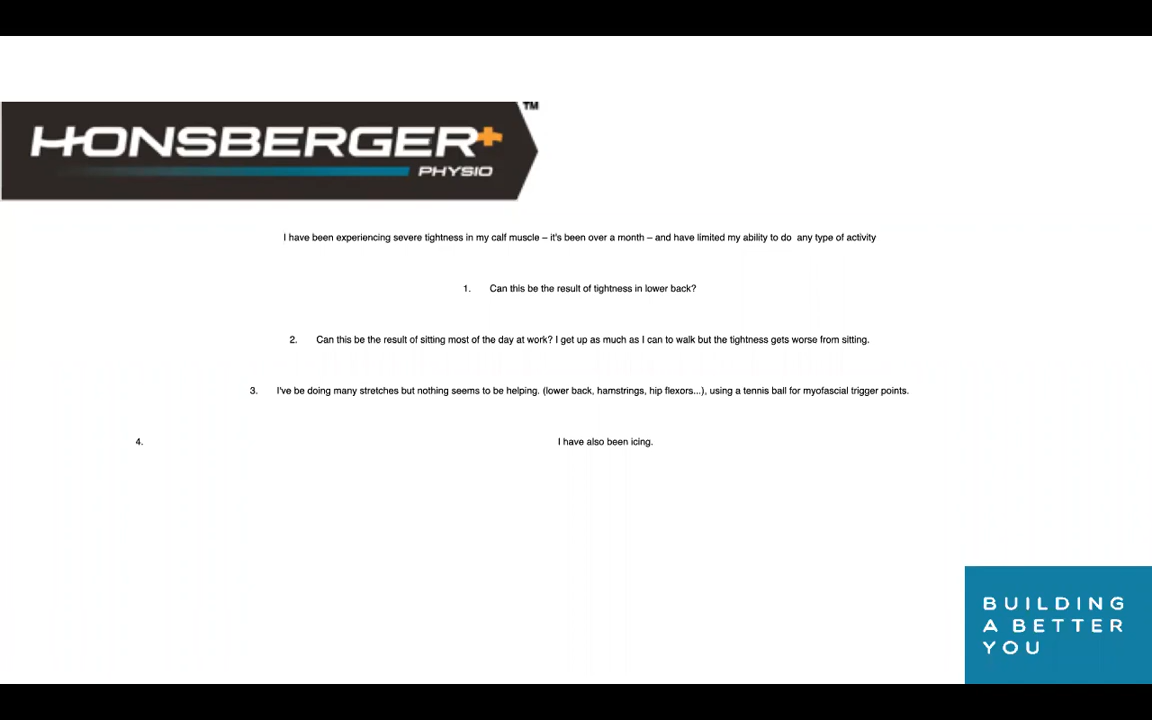 HONSBERGER+
TM
PHYSIO
I have been experiencing severe tightness in my calf muscle – it's been over a month – and have limited my ability to do  any type of activity
1. Can this be the result of tightness in lower back?
2. Can this be the result of sitting most of the day at work? I get up as much as I can to walk but the tightness gets worse from sitting.
3. I've be doing many stretches but nothing seems to be helping. (lower back, hamstrings, hip flexors...), using a tennis ball for myofascial trigger points.
4. I have also been icing.
BUILDING
A BETTER
YOU